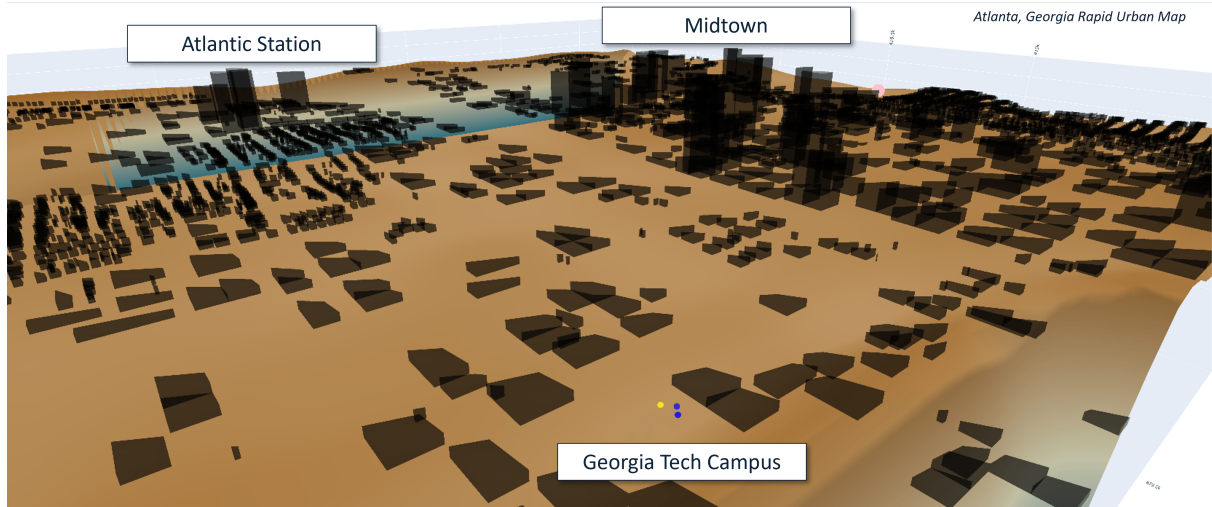 Atlanta, Georgia Rapid Urban Map
Midtown
Atlantic Station
Georgia Tech Campus